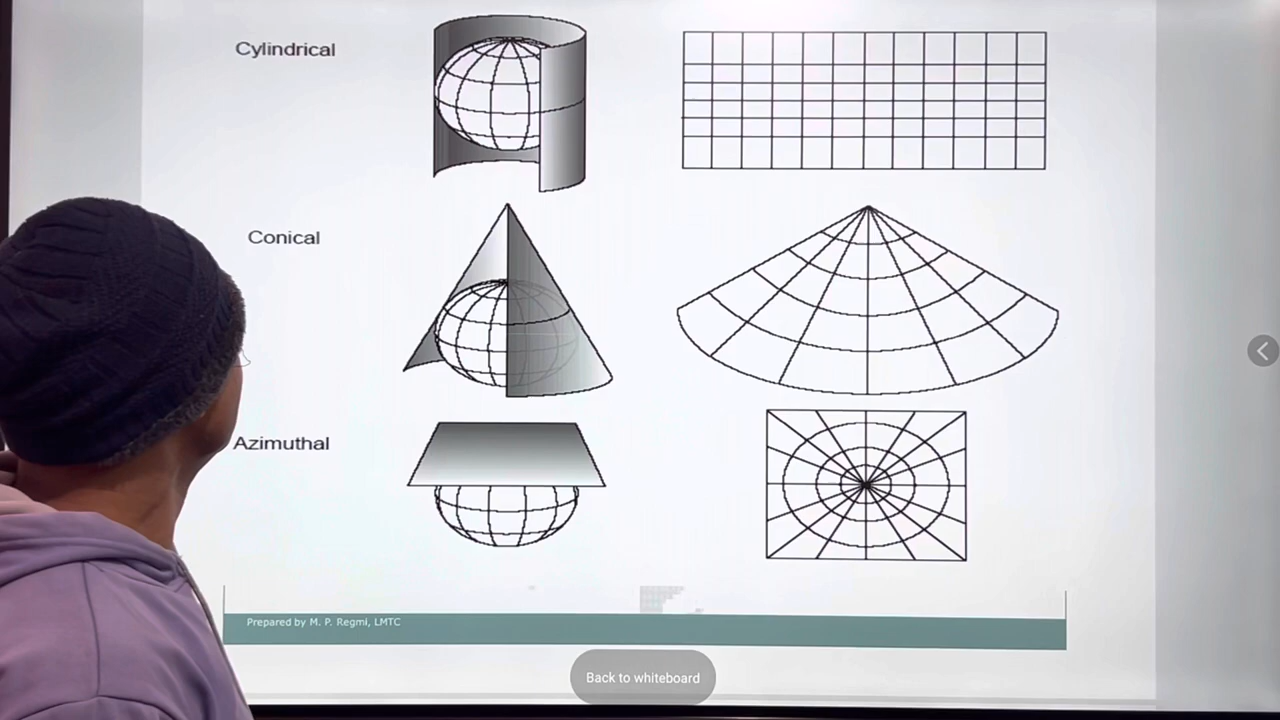 Cylindrical
Conical
Azimuthal
Prepared by M. P. Regmi, LMTC
Back to whiteboard